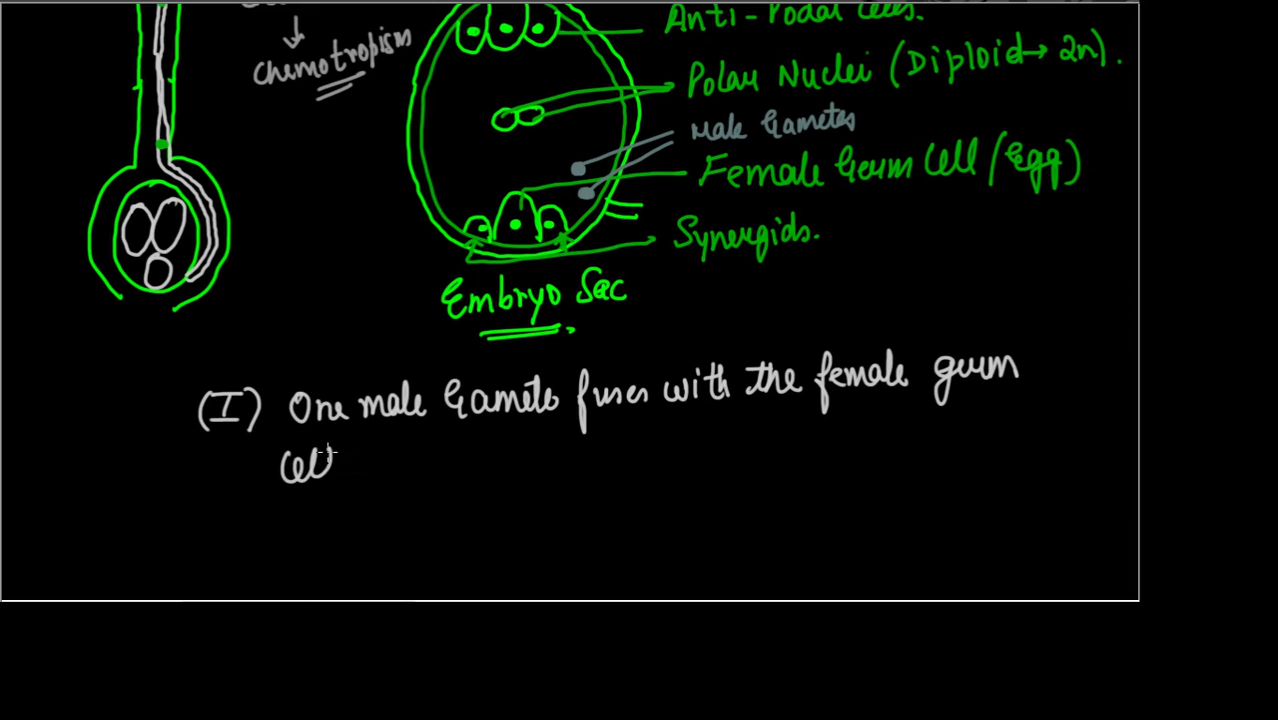 chemotropism
Anti-Podal Cells.
Polar Nuclei (Diploid→ 2n).
Male Gametes
Female Germ Cell (Egg)
Synergids.
Embryo Sac
(I) One male Gamete fuses with the female germ
Cell